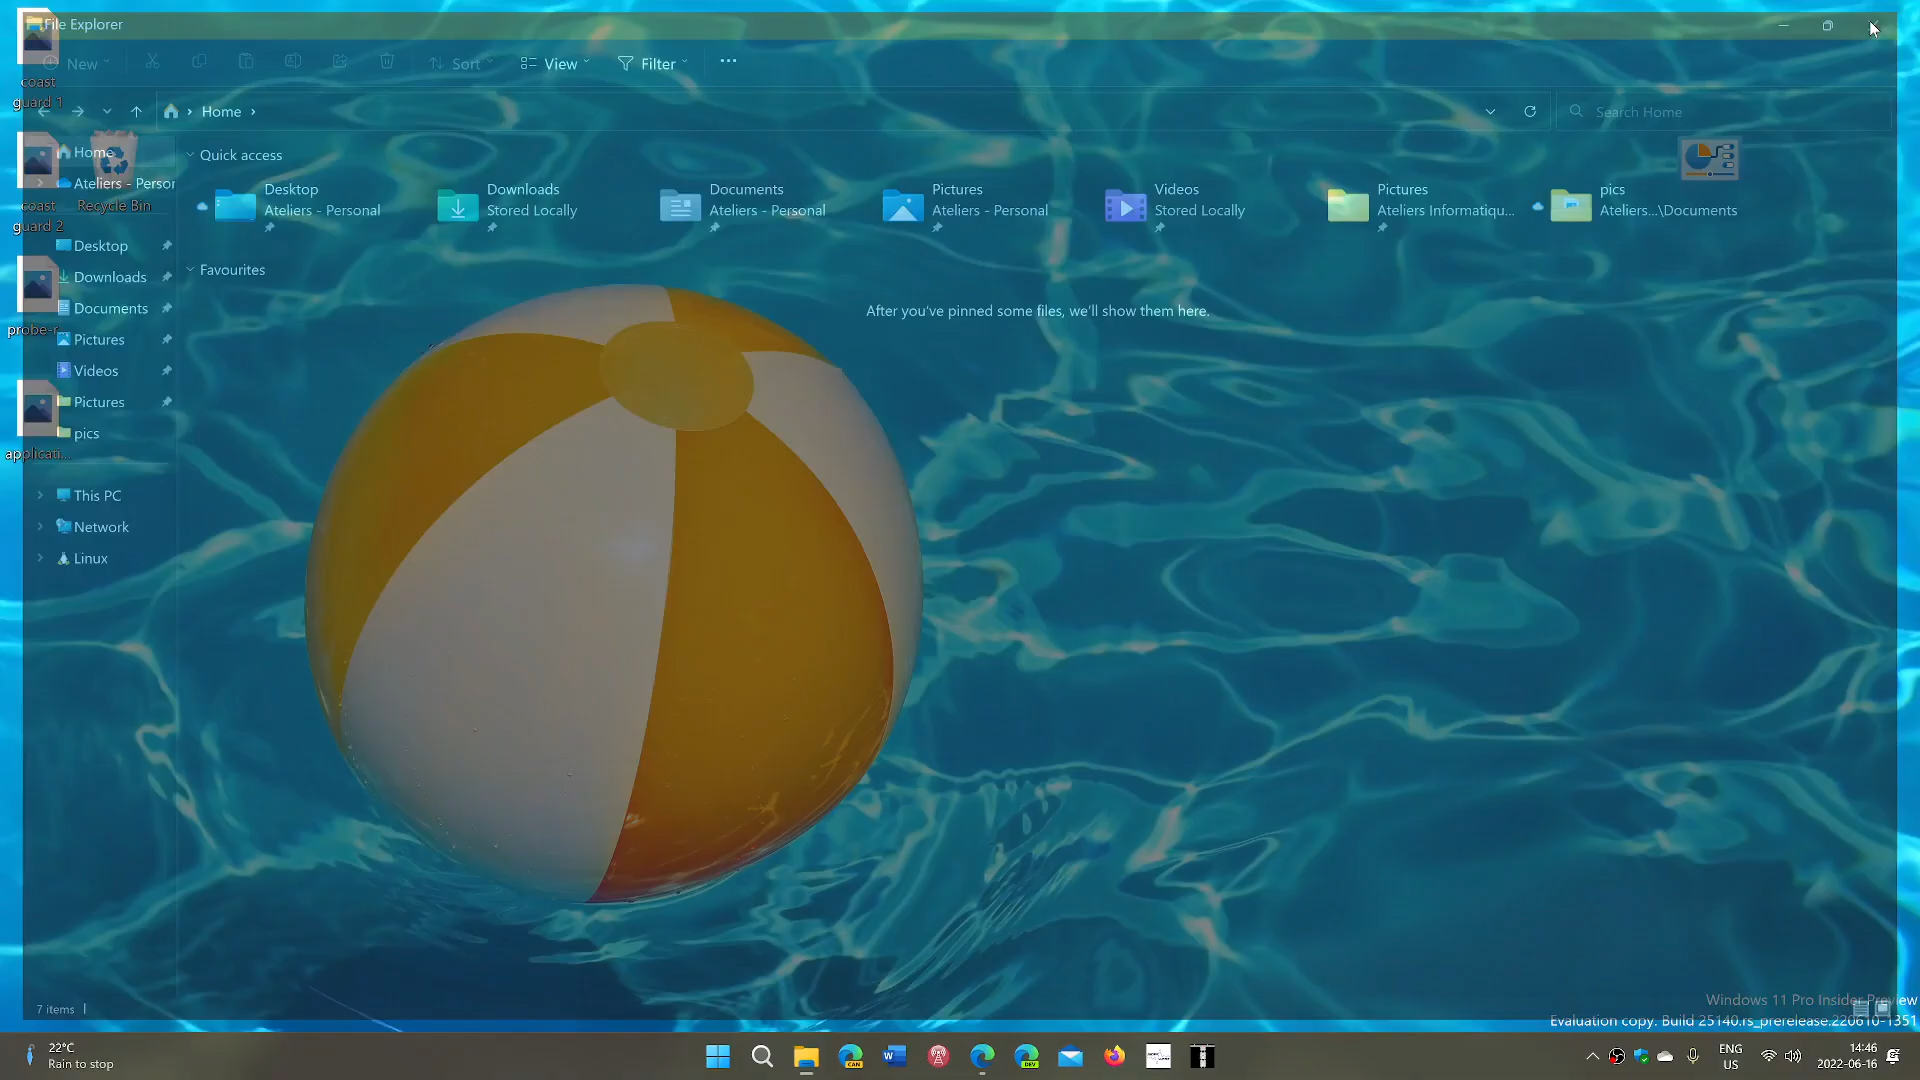 File Explorer
New
Sort
View
Filter
Home
Search Home
coast
guard 1
Home
Ateliers - Person
coast
guard 2
Recycle Bin
Desktop
Downloads
Documents
Pictures
Videos
Pictures
pics
probe-r
applicati...
This PC
Network
Linux
Quick access
Desktop
Ateliers - Personal
Downloads
Stored Locally
Documents
Ateliers - Personal
Pictures
Ateliers - Personal
Videos
Stored Locally
Pictures
Ateliers Informatiqu...
pics
Ateliers...\Documents
Favourites
After you've pinned some files, we'll show them here.
7 items
Windows 11 Pro Insider Preview
Evaluation copy. Build 25140.rs_prerelease.220610-1351
22°C
Rain to stop
CAN
W
DEV
ENG
US
14:46
2022-06-16